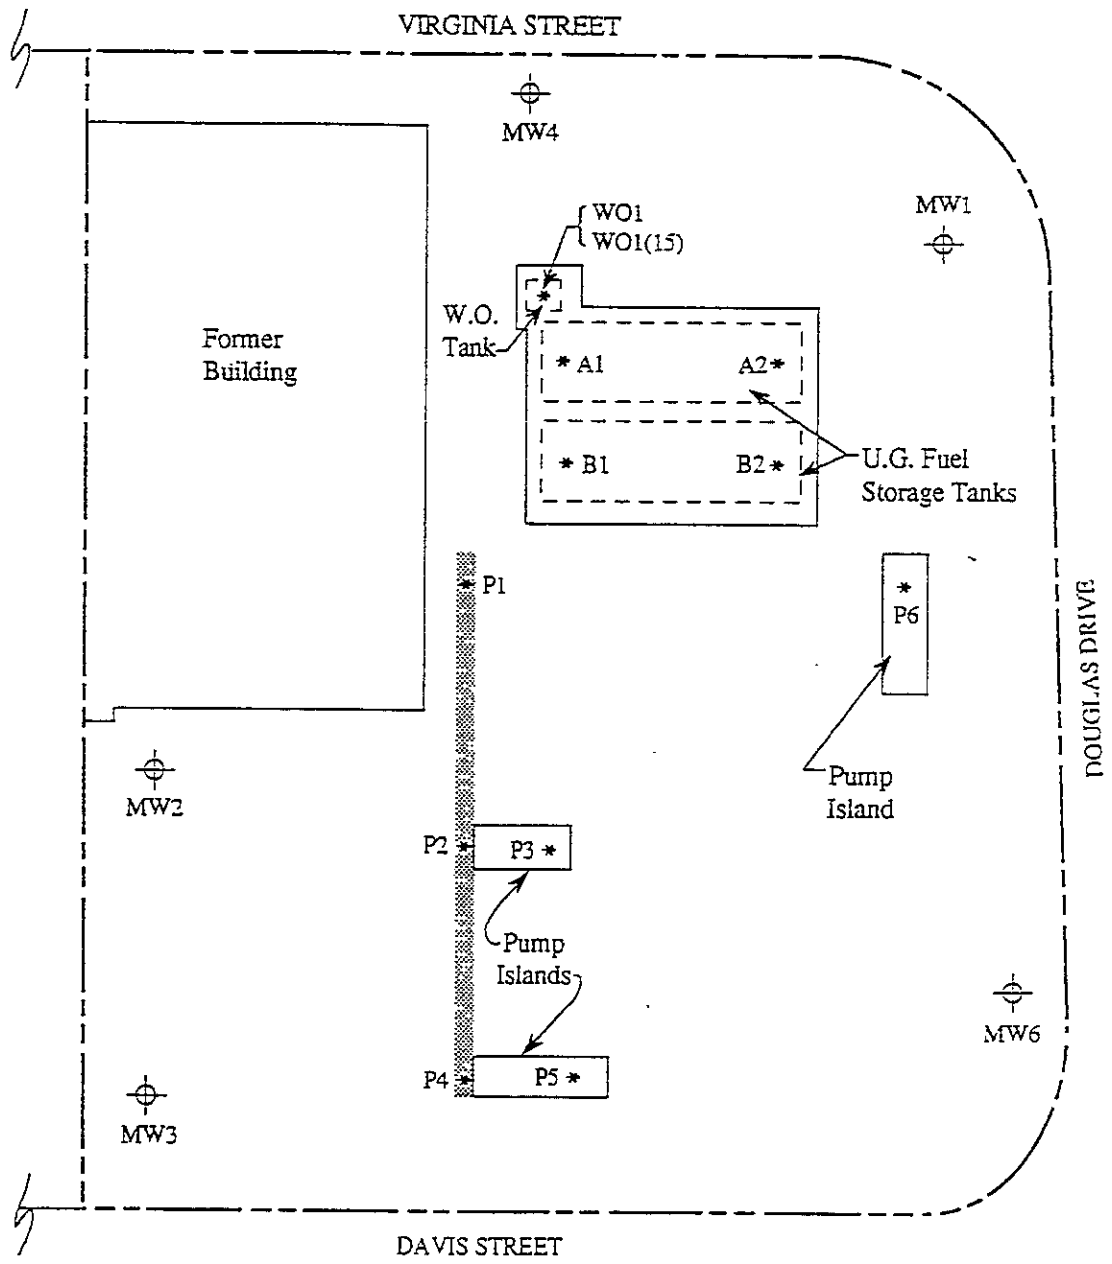 VIRGINIA STREET
MW4
MW1
WO1
WO1(15)
W.O.
Tank
Former
Building
A1
A2
B1
B2
U.G. Fuel
Storage Tanks
P1
P6
DOUGLAS DRIVE
MW2
Pump
Island
P2
P3
Pump
Islands
MW6
P4
P5
MW3
DAVIS STREET